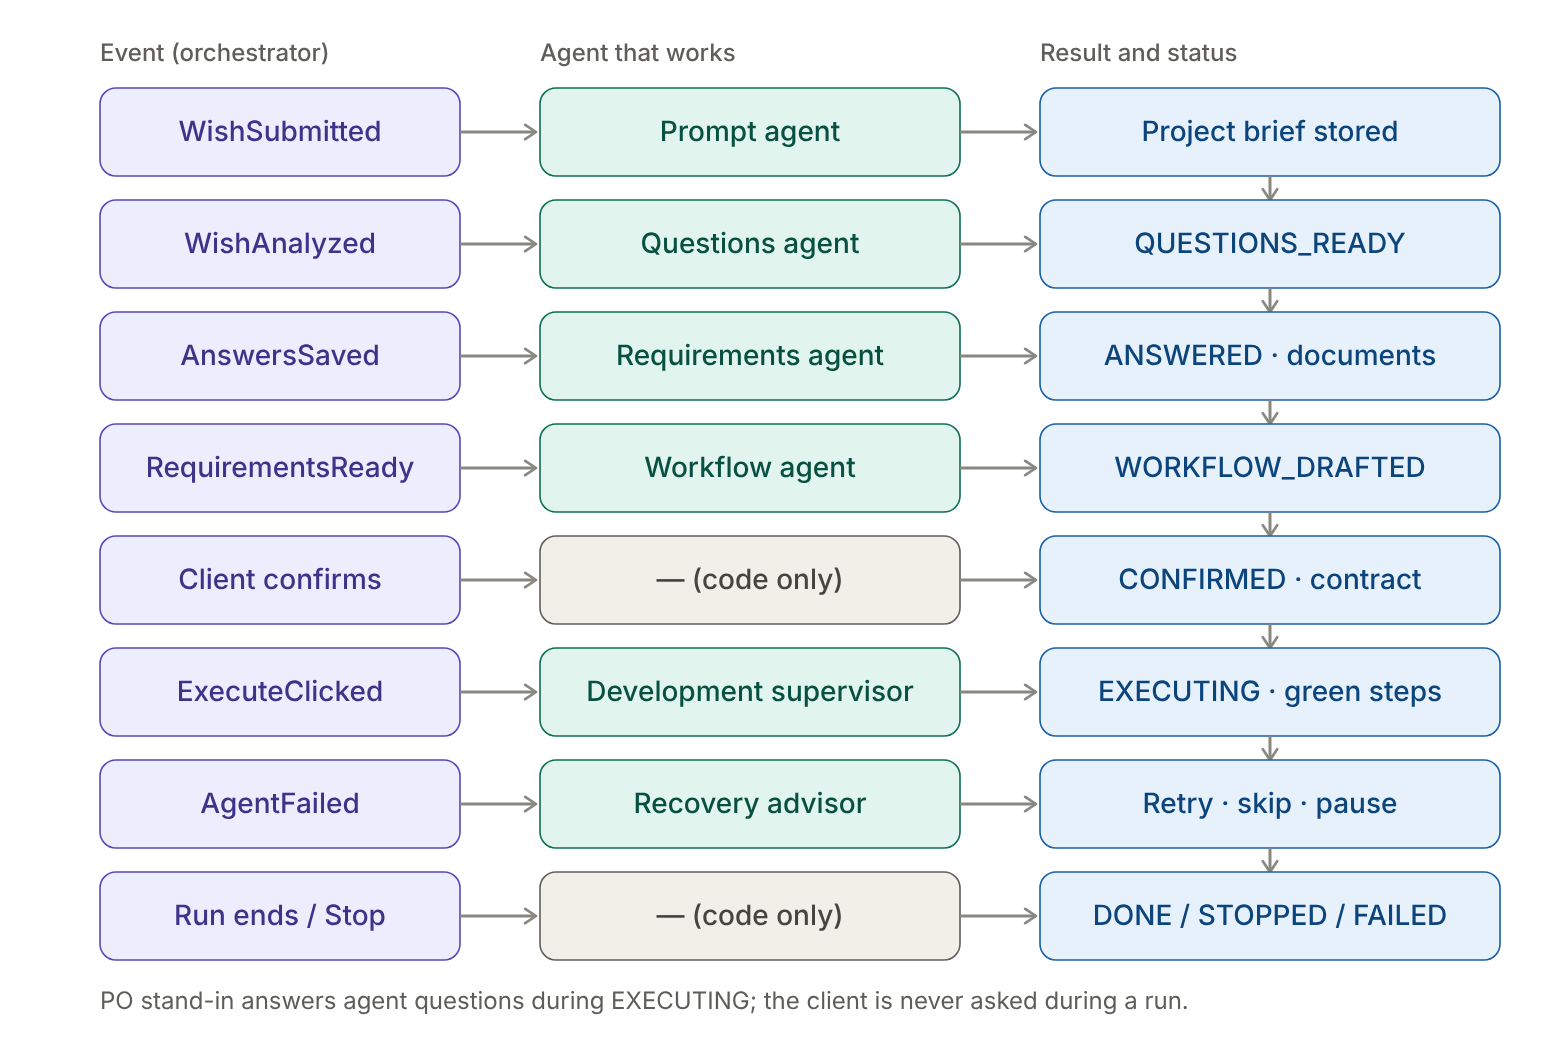 Event (orchestrator)
Agent that works
Result and status
WishSubmitted
Prompt agent
Project brief stored
WishAnalyzed
Questions agent
QUESTIONS_READY
AnswersSaved
Requirements agent
ANSWERED · documents
RequirementsReady
Workflow agent
WORKFLOW_DRAFTED
Client confirms
— (code only)
CONFIRMED · contract
ExecuteClicked
Development supervisor
EXECUTING · green steps
AgentFailed
Recovery advisor
Retry · skip · pause
Run ends / Stop
— (code only)
DONE / STOPPED / FAILED
PO stand-in answers agent questions during EXECUTING; the client is never asked during a run.